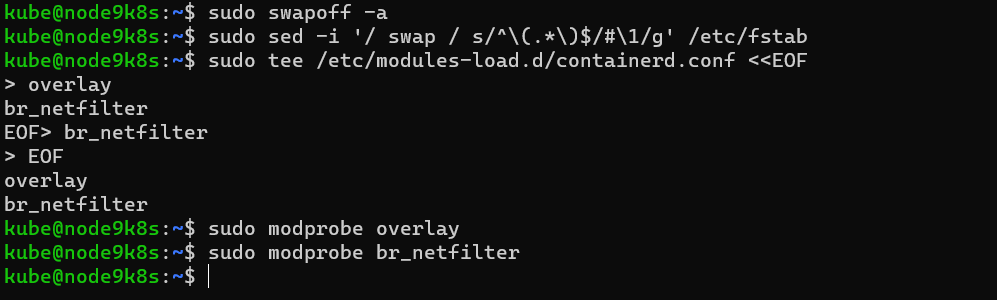 kube@node9k8s:~$ sudo swapoff -a
kube@node9k8s:~$ sudo sed -i '/ swap / s/^\(.*\)$/#\1/g' /etc/fstab
kube@node9k8s:~$ sudo tee /etc/modules-load.d/containerd.conf <<EOF
> overlay
br_netfilter
EOF> br_netfilter
> EOF
overlay
br_netfilter
kube@node9k8s:~$ sudo modprobe overlay
kube@node9k8s:~$ sudo modprobe br_netfilter
kube@node9k8s:~$